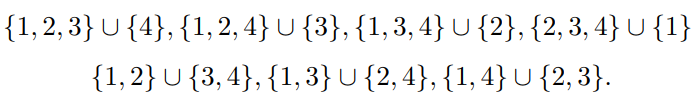 {1, 2, 3} ∪ {4}, {1, 2, 4} ∪ {3}, {1, 3, 4} ∪ {2}, {2, 3, 4} ∪ {1}
{1, 2} ∪ {3, 4}, {1, 3} ∪ {2, 4}, {1, 4} ∪ {2, 3}.